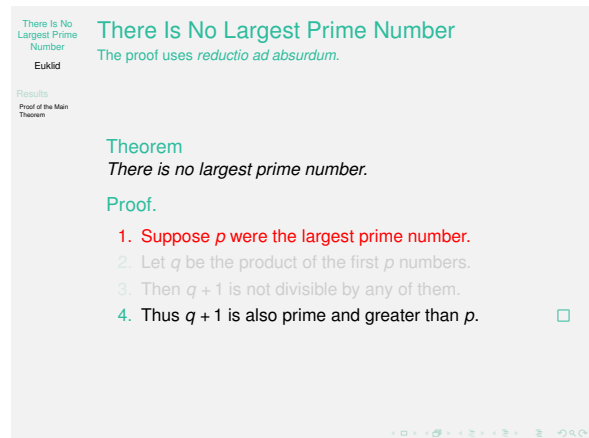 There Is No
Largest Prime
Number
Euklid
Results
Proof of the Main
Theorem
There Is No Largest Prime Number
The proof uses reductio ad absurdum.
Theorem
There is no largest prime number.
Proof.
1. Suppose p were the largest prime number.
2. Let q be the product of the first p numbers.
3. Then q + 1 is not divisible by any of them.
4. Thus q + 1 is also prime and greater than p.